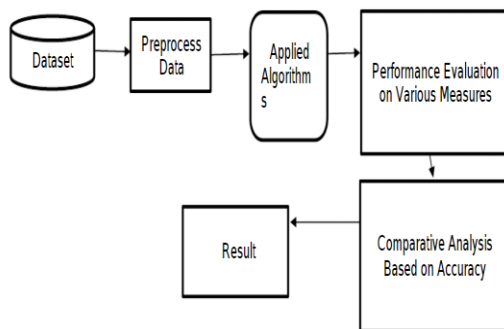 Dataset
Preprocess
Data
Applied
Algorithm
s
Performance Evaluation
on Various Measures
Comparative Analysis
Based on Accuracy
Result